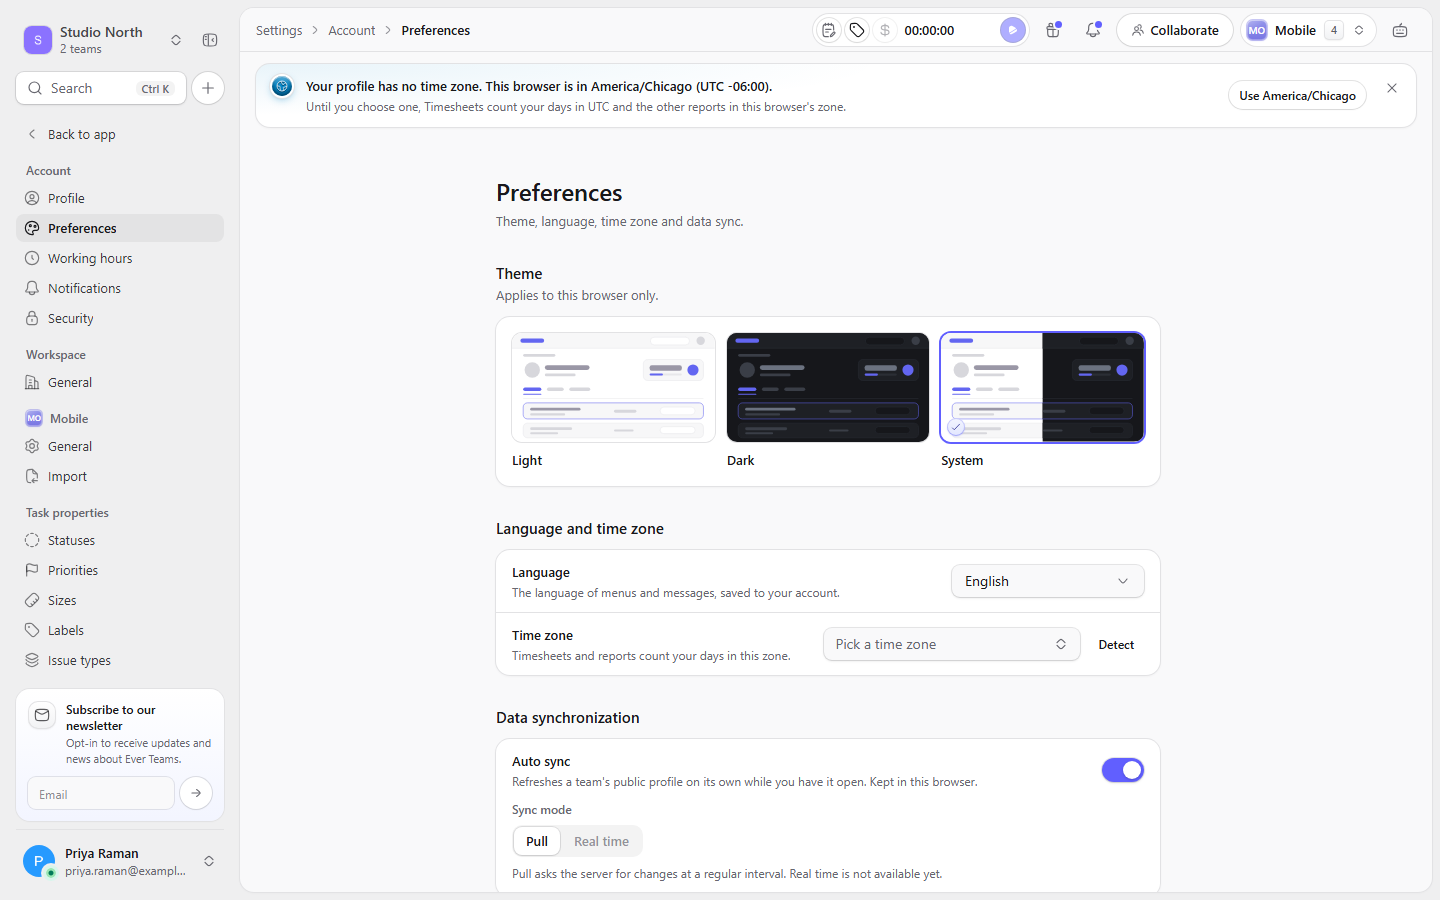 S
Studio North
2 teams
Search
Ctrl K
Back to app
Account
Profile
Preferences
Working hours
Notifications
Security
Workspace
General
MO Mobile
General
Import
Task properties
Statuses
Priorities
Sizes
Labels
Issue types
Subscribe to our
newsletter
Opt-in to receive updates and
news about Ever Teams.
Email
P
Priya Raman
priya.raman@exampl...
Settings
Account
Preferences
$
00:00:00
Collaborate
MO Mobile 4
Your profile has no time zone. This browser is in America/Chicago (UTC -06:00).
Until you choose one, Timesheets count your days in UTC and the other reports in this browser's zone.
Use America/Chicago
Preferences
Theme, language, time zone and data sync.
Theme
Applies to this browser only.
Light
Dark
System
Language and time zone
Language
The language of menus and messages, saved to your account.
English
Time zone
Timesheets and reports count your days in this zone.
Pick a time zone
Detect
Data synchronization
Auto sync
Refreshes a team's public profile on its own while you have it open. Kept in this browser.
Sync mode
Pull
Real time
Pull asks the server for changes at a regular interval. Real time is not available yet.